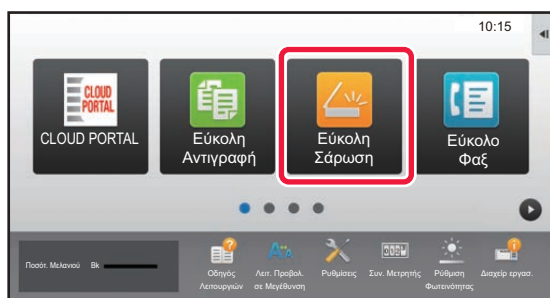 10:15
CLOUD
PORTAL
CLOUD PORTAL
Εύκολη
Αντιγραφή
Εύκολη
Σάρωση
Εύκολο
Φαξ
Ποσότ. Μελανιού Bk
Οδηγός
Λειτουργιών
Λειτ. Προβολ.
σε Μεγέθυνση
Ρυθμίσεις
Συν. Μετρητής
Ρύθμιση
Φωτεινότητας
Διαχείρ εργασ.